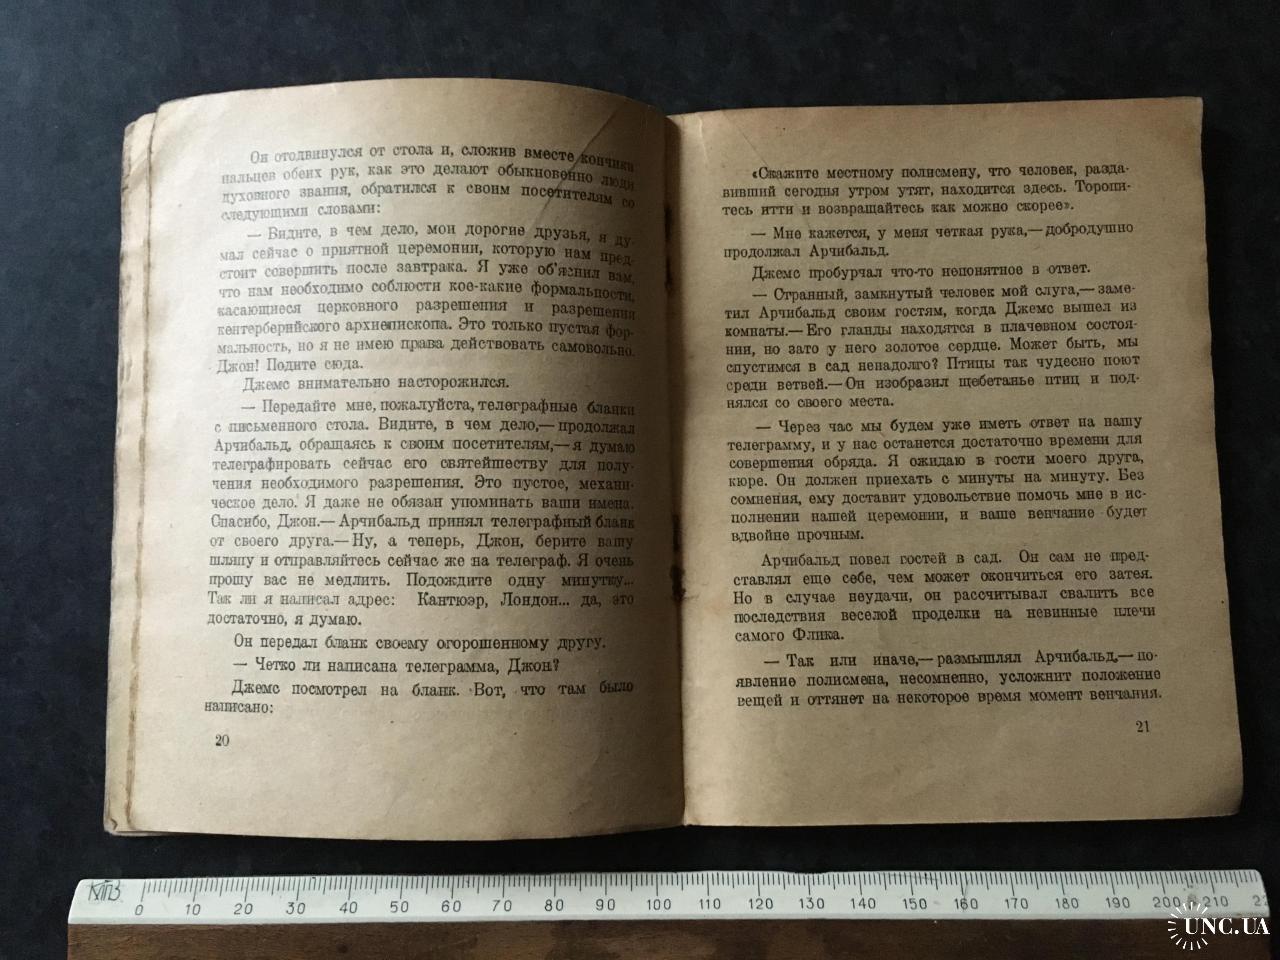 Он отодвинулся от стола и, сложив вместе кончики
пальцев обеих рук, как это делают обыкновенно люди
духовного звания, обратился к своим посетителям со
следующими словами:
— Видите, в чем дело, мои дорогие друзья, я ду-
мал сейчас о приятной церемонии, которую нам пред-
стоит совершить после завтрака. Я уже об'яснил вам,
что нам необходимо соблюсти кое-какие формальности,
касающиеся церковного разрешения и разрешения
кентерберийского архиепископа. Это только пустая фор-
мальность, но я не имею права действовать самовольно.
Джон! Подите сюда.
Джемс внимательно насторожился.
— Передайте мне, пожалуйста, телеграфные бланки
с письменного стола. Видите, в чем дело,— продолжал
Арчибальд, обращаясь к своим посетителям,— я думаю
телеграфировать сейчас его святейшеству для полу-
чения необходимого разрешения. Это пустое, механи-
ческое дело. Я даже не обязан упоминать ваши имена.
Спасибо, Джон.— Арчибальд принял телеграфный бланк
от своего друга.— Ну, а теперь, Джон, берите вашу
шляпу и отправляйтесь сейчас же на телеграф. Я очень
прошу вас не медлить. Подождите одну минутку...
Так ли я написал адрес: Кантюэр, Лондон... да, это
достаточно, я думаю.
Он передал бланк своему огорошенному другу.
— Четко ли написана телеграмма, Джон?
Джемс посмотрел на бланк. Вот, что там было
написано:
20
«Скажите местному полисмену, что человек, разда-
вивший сегодня утром утят, находится здесь. Торопи-
тесь итти и возвращайтесь как можно скорее».
— Мне кажется, у меня четкая рука,— добродушно
продолжал Арчибальд.
Джемс пробурчал что-то непонятное в ответ.
— Странный, замкнутый человек мой слуга,— заме-
тил Арчибальд своим гостям, когда Джемс вышел из
комнаты.— Его гланды находятся в плачевном состоя-
нии, но зато у него золотое сердце. Может быть, мы
спустимся в сад ненадолго? Птицы так чудесно поют
среди ветвей.— Он изобразил щебетанье птиц и под-
нялся со своего места.
— Через час мы будем уже иметь ответ на нашу
телеграмму, и у нас останется достаточно времени для
совершения обряда. Я ожидаю в гости моего друга,
кюре. Он должен приехать с минуты на минуту. Без
сомнения, ему доставит удовольствие помочь мне в ис-
полнении нашей церемонии, и ваше венчание будет
вдвойне прочным.
Арчибальд повел гостей в сад. Он сам не пред-
ставлял еще себе, чем может окончиться его затея.
Но в случае неудачи, он рассчитывал свалить все
последствия веселой проделки на невинные плечи
самого Флика.
— Так или иначе,— размышлял Арчибальд,— по-
явление полисмена, несомненно, усложнит положение
вещей и оттянет на некоторое время момент венчания.
21
0 10 20 30 40 50 60 70 80 90 100 110 120 130 140 150 160 170 180 190 200 210 22
UNC.UA